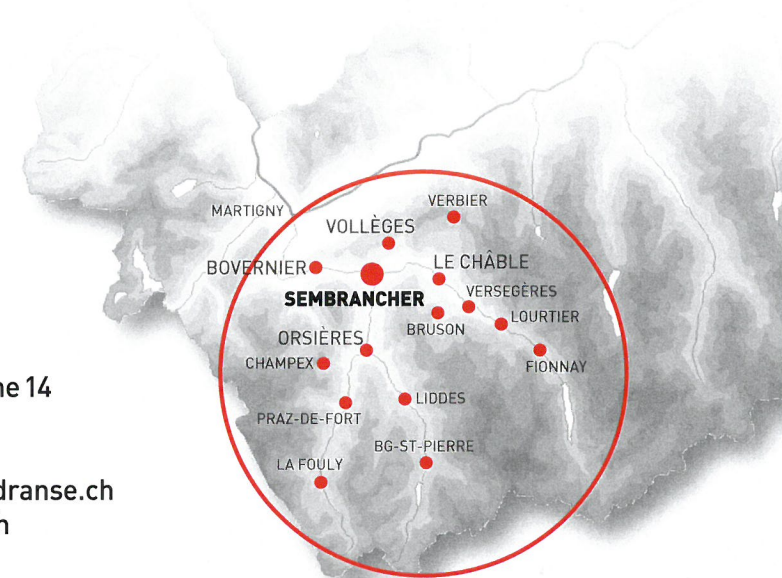 VERBIER
MARTIGNY
VOLLÈGES
BOVERNIER
LE CHÂBLE
VERSEGÈRES
SEMBRANCHER
LOURTIER
BRUSON
ORSIÈRES
CHAMPEX
FIONNAY
ne 14
LIDDES
PRAZ-DE-FORT
BG-ST-PIERRE
LA FOULY
dranse.ch
h